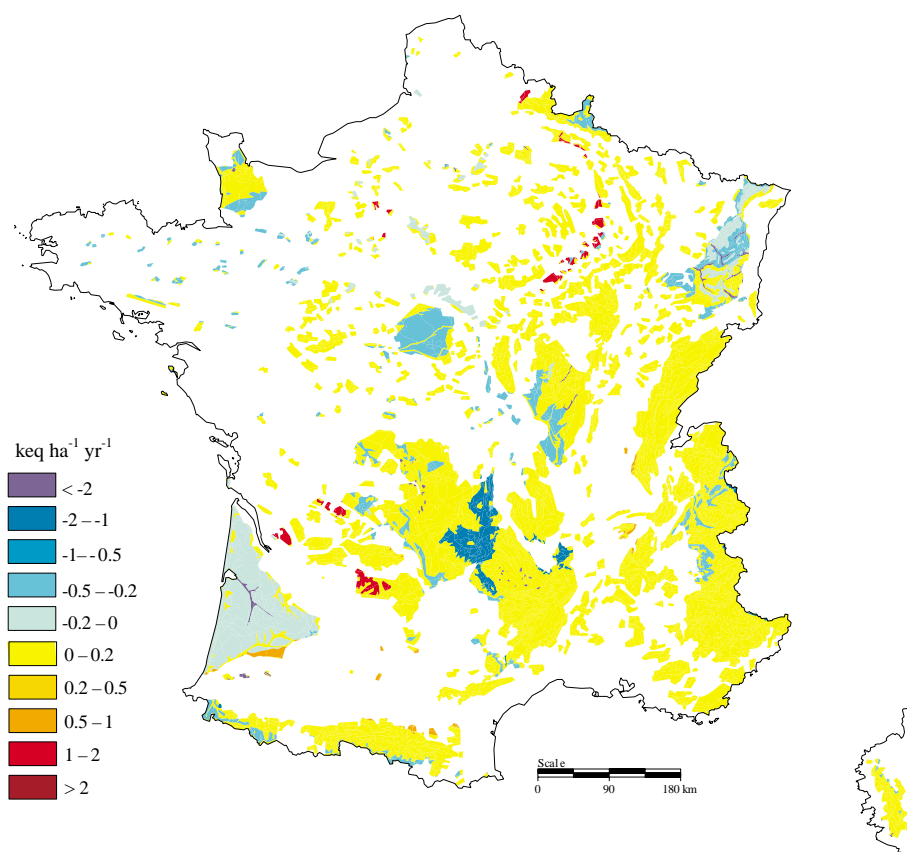 keq ha⁻¹ yr⁻¹
< -2
-2 – -1
-1– -0.5
-0.5 – -0.2
-0.2 – 0
0 – 0.2
0.2 – 0.5
0.5 – 1
1 – 2
> 2
Scale
0 90 180 km